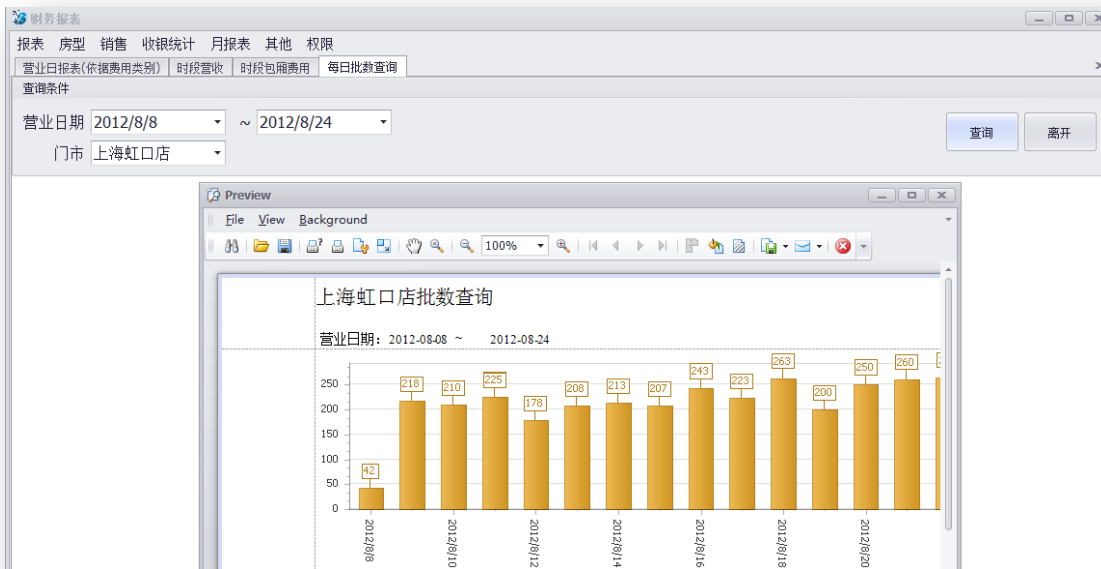 财务报表
报表 房型 销售 收银统计 月报表 其他 权限
营业日报表(依据费用类别) 时段营收 时段包厢费用 每日批数查询
查询条件
营业日期 2012/8/8 ~ 2012/8/24
门市 上海虹口店
查询 离开
Preview
File View Background
100%
上海虹口店批数查询
营业日期：2012-08-08 ~ 2012-08-24
250
200
150
100
50
0
42 218 210 225 178 208 213 207 243 223 263 200 250 260
2012/8/8 2012/8/10 2012/8/12 2012/8/14 2012/8/16 2012/8/18 2012/8/20